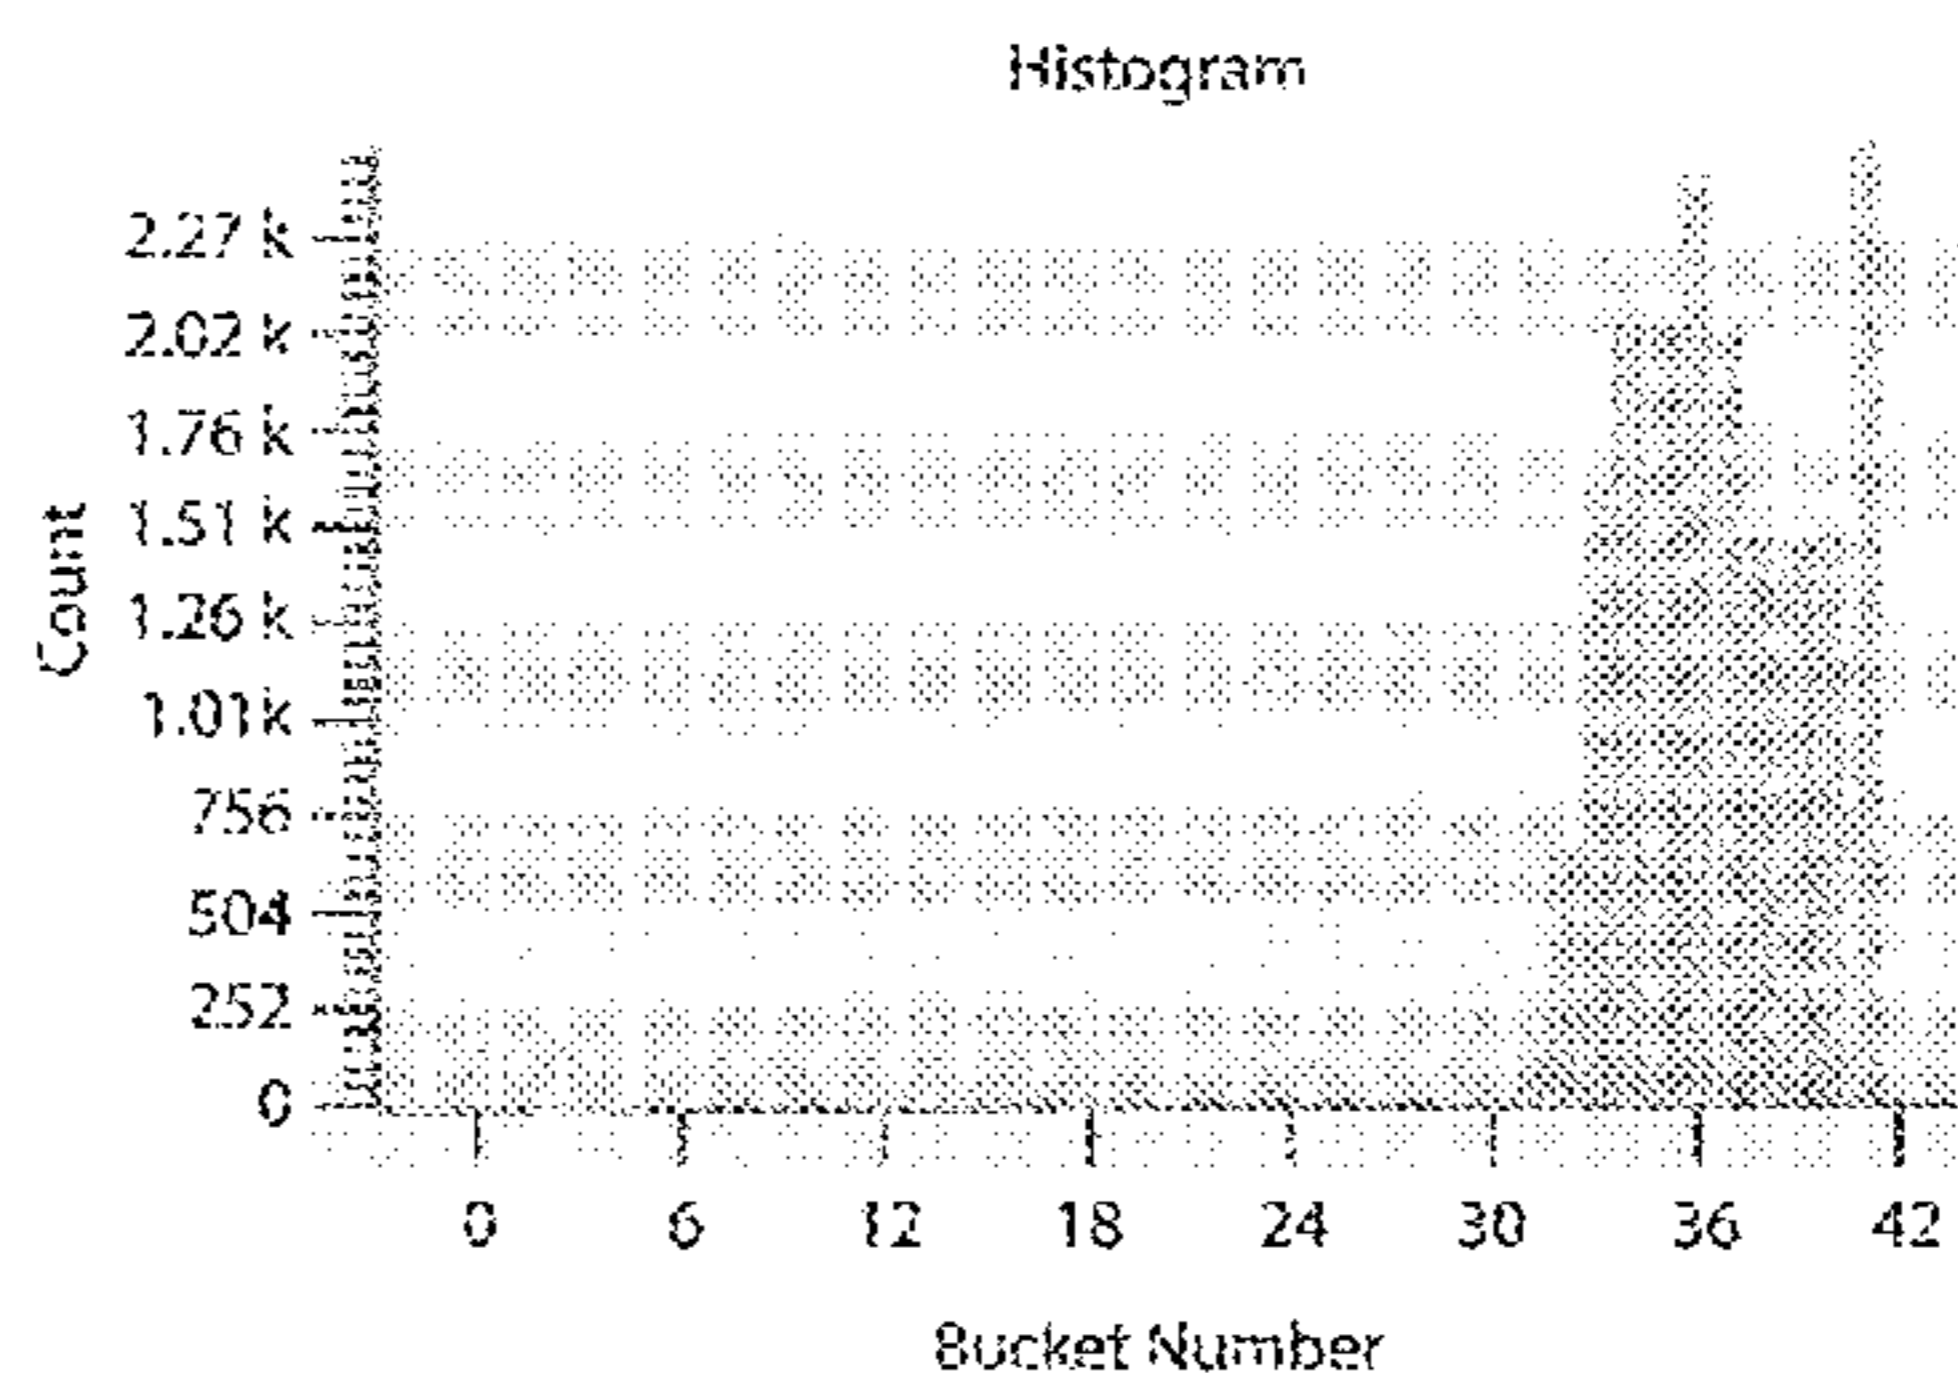 Histogram
2.27 k
2.02 k
1.76 k
1.51 k
1.26 k
1.01k
756
504
252
0
Count
0 6 12 18 24 30 36 42
Bucket Number